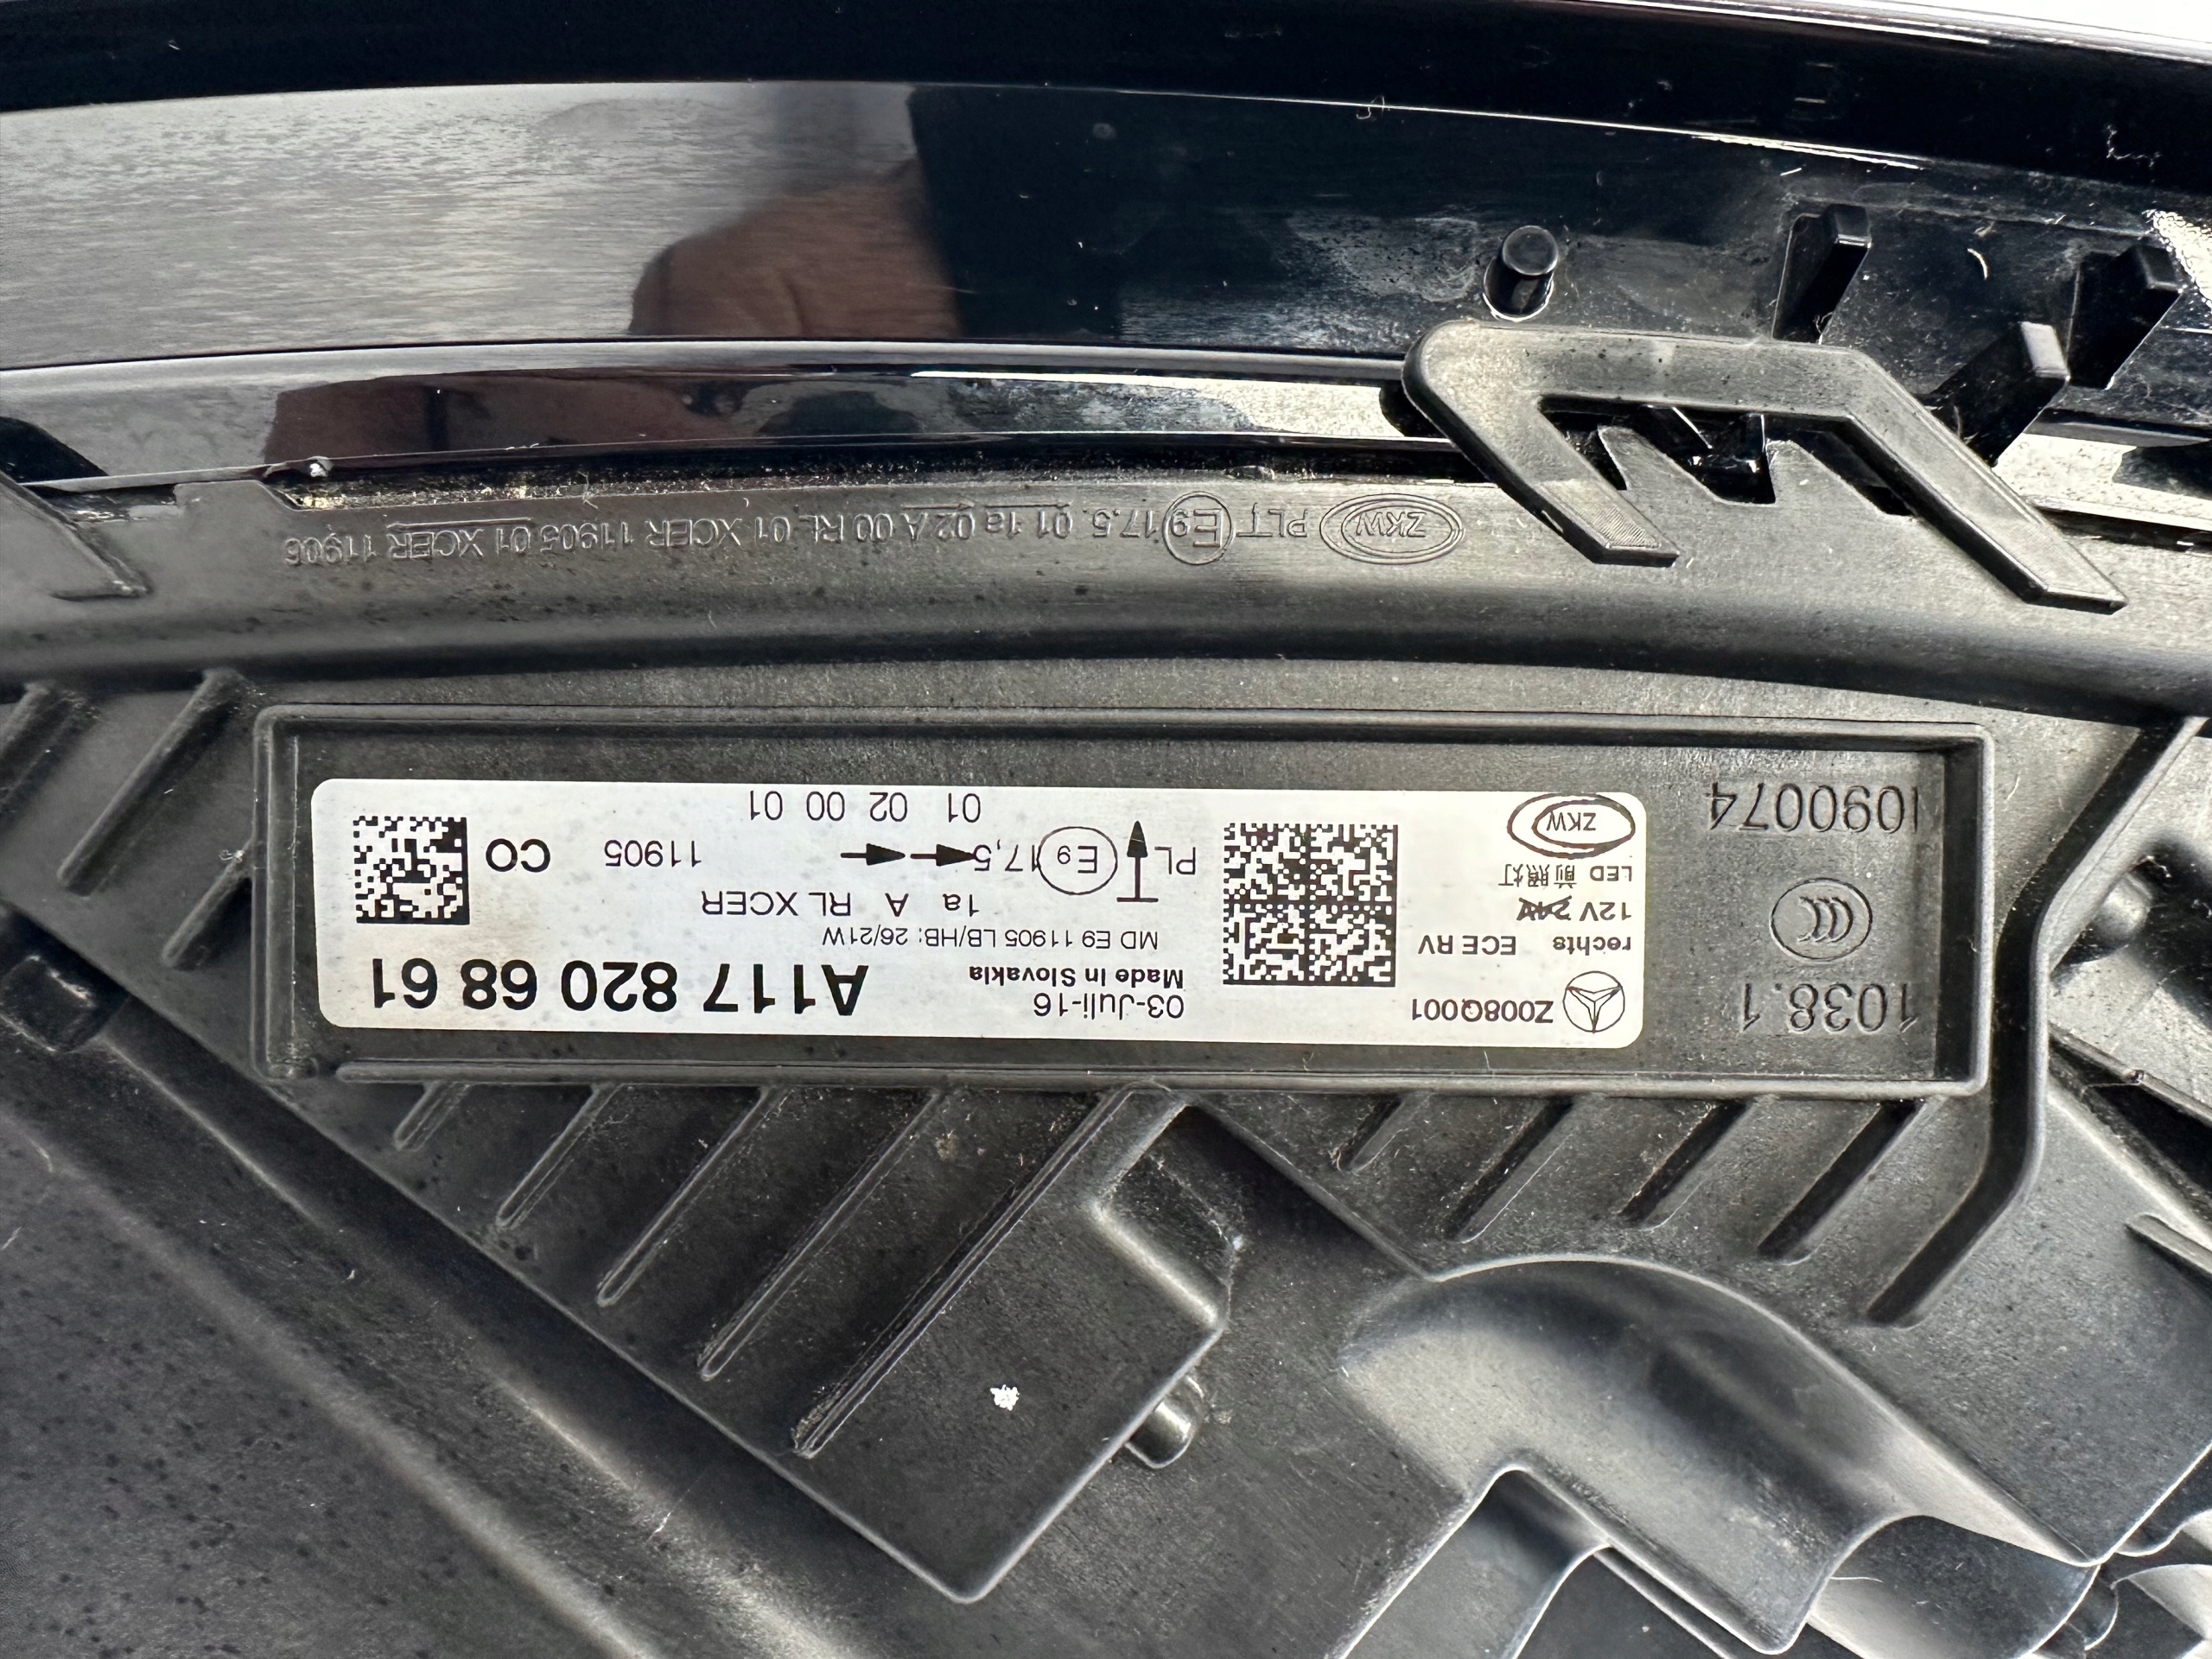 Z008Q001
rechts ECE RV
12V 24V
LED 前照灯
ZKW
03-Juli-16
Made in Slovakia
A117 820 68 61
MD E9 11905 LB/HB: 26/21W
1a A RL XCER
PL E9 17,5 11905
01 02 00 01
CO
1038.1
CCC
1090074
ZKW PLT E9 17.5. 01 1a 02 A 00 RL 01 XCER 11905 01 XCER 11905